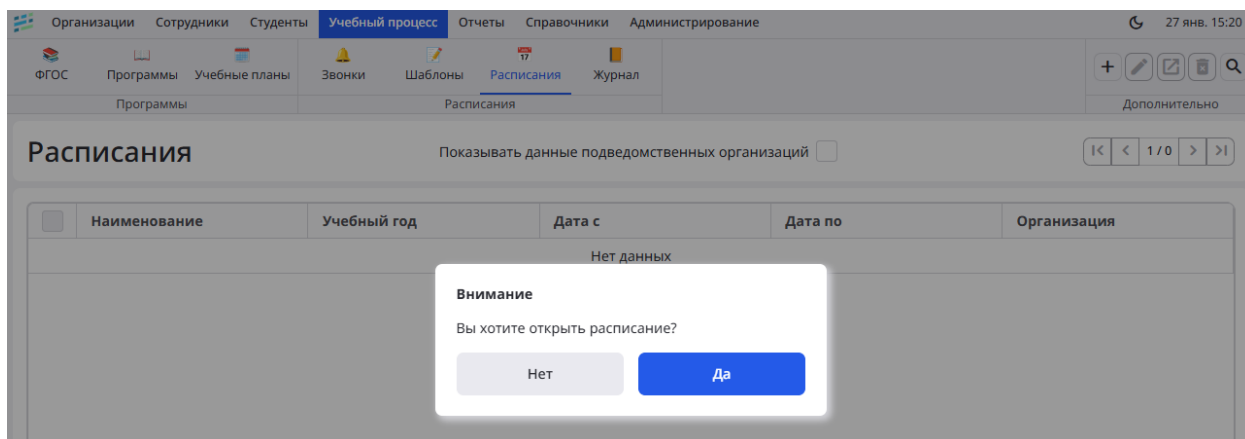 Организации Сотрудники Студенты Учебный процесс Отчеты Справочники Администрирование 27 янв. 15:20
ФГОС Программы Учебные планы Звонки Шаблоны 17 Расписания Журнал
Программы Расписания Дополнительно
Расписания Показывать данные подведомственных организаций 1 / 0
Наименование Учебный год Дата с Дата по Организация
Нет данных
Внимание
Вы хотите открыть расписание?
Нет Да